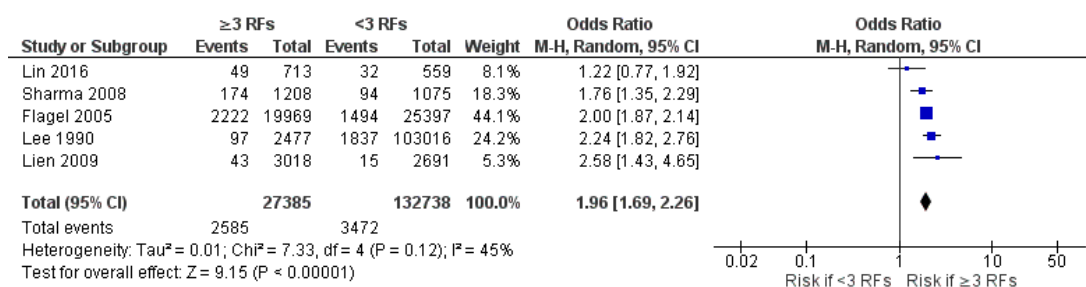 ≥3 RFs <3 RFs Odds Ratio Odds Ratio
Study or Subgroup Events Total Events Total Weight M-H, Random, 95% CI M-H, Random, 95% CI
Lin 2016 49 713 32 559 8.1% 1.22 [0.77, 1.92]
Sharma 2008 174 1208 94 1075 18.3% 1.76 [1.35, 2.29]
Flagel 2005 2222 19969 1494 25397 44.1% 2.00 [1.87, 2.14]
Lee 1990 97 2477 1837 103016 24.2% 2.24 [1.82, 2.76]
Lien 2009 43 3018 15 2691 5.3% 2.58 [1.43, 4.65]
Total (95% CI) 27385 132738 100.0% 1.96 [1.69, 2.26]
Total events 2585 3472
Heterogeneity: Tau² = 0.01; Chi² = 7.33, df = 4 (P = 0.12); I² = 45%
Test for overall effect: Z = 9.15 (P < 0.00001)
0.02 0.1 1 10 50
Risk if <3 RFs Risk if ≥3 RFs